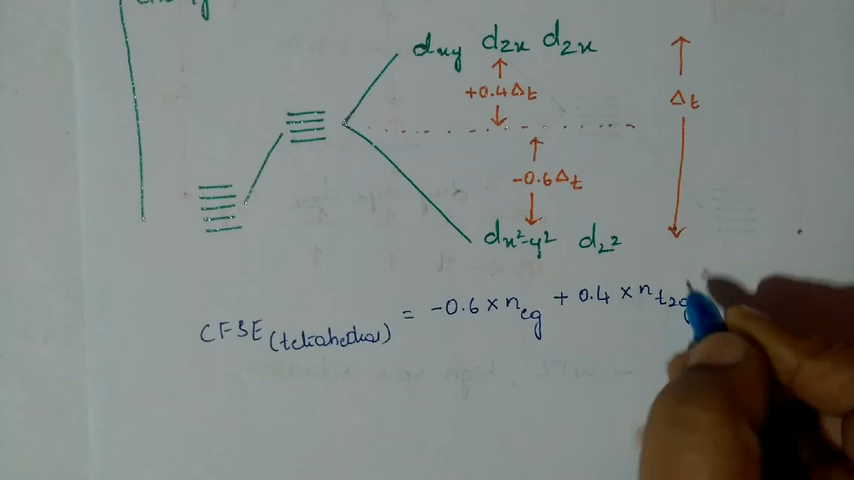 dxy dzx dzx
+0.4Δt
Δt
-0.6Δt
dx²-y² dz²
CFSE(tetrahedral) = -0.6 × neg + 0.4 × nt2g